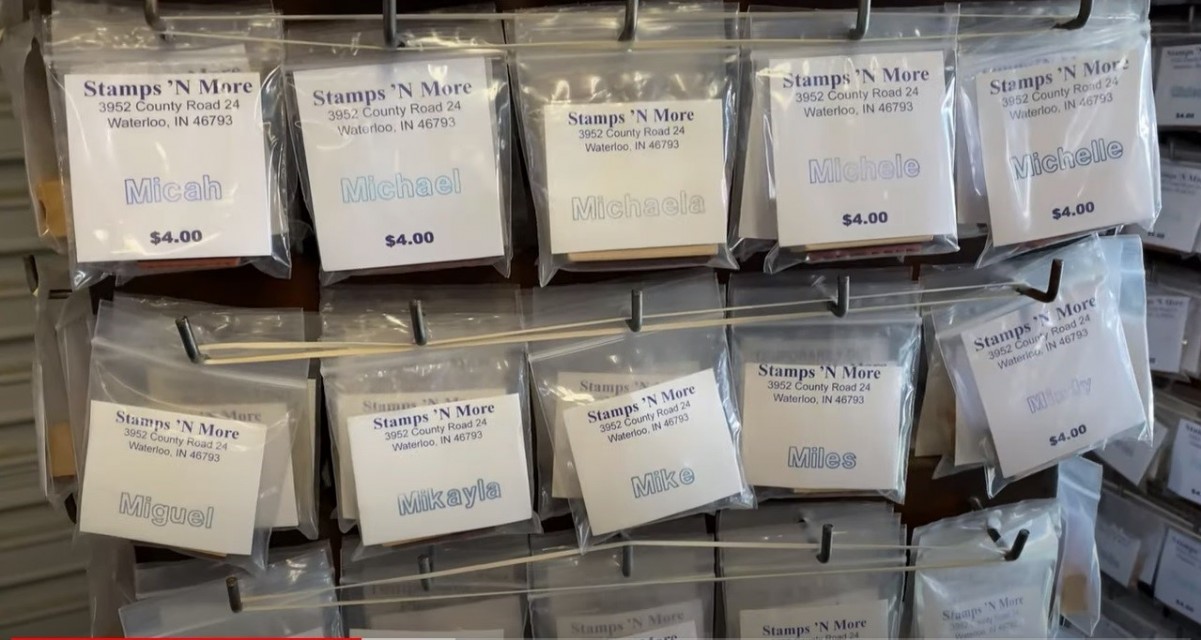 Stamps 'N More
3952 County Road 24
Waterloo, IN 46793
Micah
$4.00
Stamps 'N More
3952 County Road 24
Waterloo, IN 46793
Michael
$4.00
Stamps 'N More
3952 County Road 24
Waterloo, IN 46793
Michaela
Stamps 'N More
3952 County Road 24
Waterloo, IN 46793
Michele
$4.00
Stamps 'N More
3952 County Road 24
Waterloo, IN 46793
Michelle
$4.00
Stamps 'N More
3952 County Road 24
Waterloo, IN 46793
Miguel
Stamps 'N More
3952 County Road 24
Waterloo, IN 46793
Mikayla
Stamps 'N More
3952 County Road 24
Waterloo, IN 46793
Mike
Stamps 'N More
3952 County Road 24
Waterloo, IN 46793
Miles
Stamps 'N More
3952 County Road 24
Waterloo, IN 46793
$4.00
Stamps 'N More
Stamps 'N More
3952 County Road 24